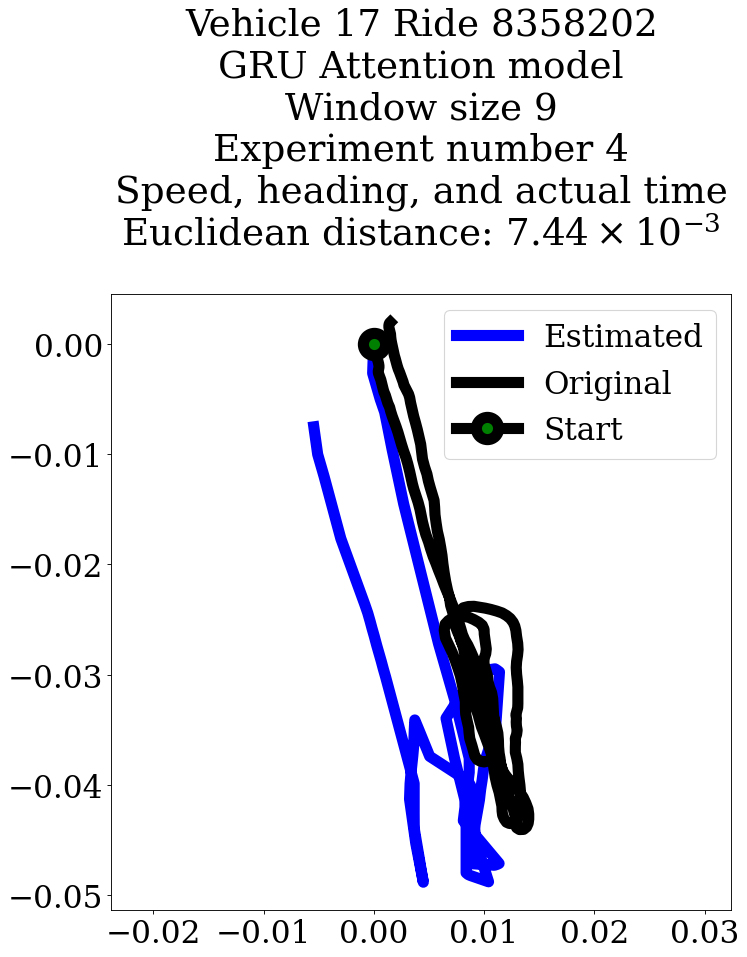 Vehicle 17 Ride 8358202
GRU Attention model
Window size 9
Experiment number 4
Speed, heading, and actual time
Euclidean distance: 7.44 × 10⁻³
Estimated
Original
Start
0.00
−0.01
−0.02
−0.03
−0.04
−0.05
−0.02 −0.01 0.00 0.01 0.02 0.03